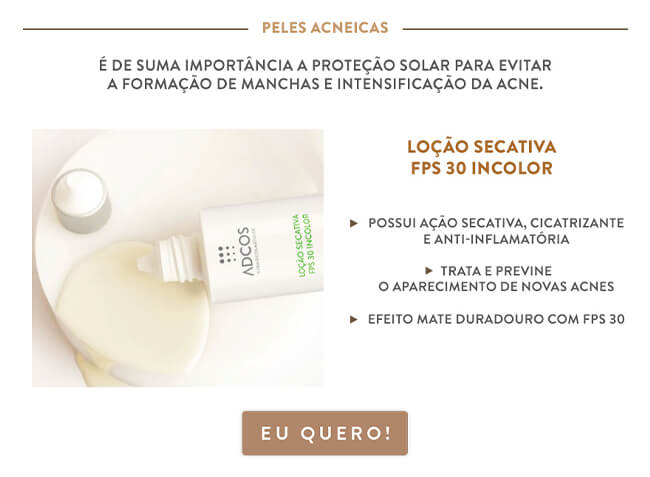 PELES ACNEICAS
É DE SUMA IMPORTÂNCIA A PROTEÇÃO SOLAR PARA EVITAR
A FORMAÇÃO DE MANCHAS E INTENSIFICAÇÃO DA ACNE.
ADCOS
LOÇÃO SECATIVA
FPS 30 INCOLOR
LOÇÃO SECATIVA
FPS 30 INCOLOR
POSSUI AÇÃO SECATIVA, CICATRIZANTE
E ANTI-INFLAMATÓRIA
TRATA E PREVINE
O APARECIMENTO DE NOVAS ACNES
EFEITO MATE DURADOURO COM FPS 30
EU QUERO!